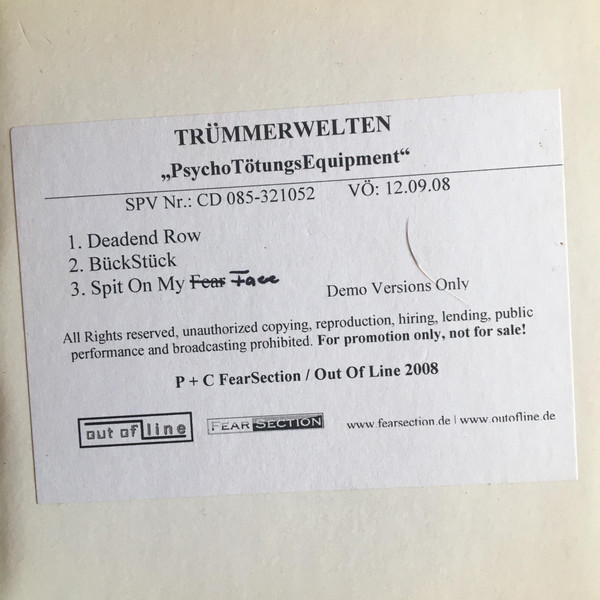 TRÜMMERWELTEN
„PsychoTötungsEquipment“
SPV Nr.: CD 085-321052 VÖ: 12.09.08
1. Deadend Row
2. BückStück
3. Spit On My Fear Face
Demo Versions Only
All Rights reserved, unauthorized copying, reproduction, hiring, lending, public
performance and broadcasting prohibited. For promotion only, not for sale!
P + C FearSection / Out Of Line 2008
out of line FEAR SECTION www.fearsection.de | www.outofline.de